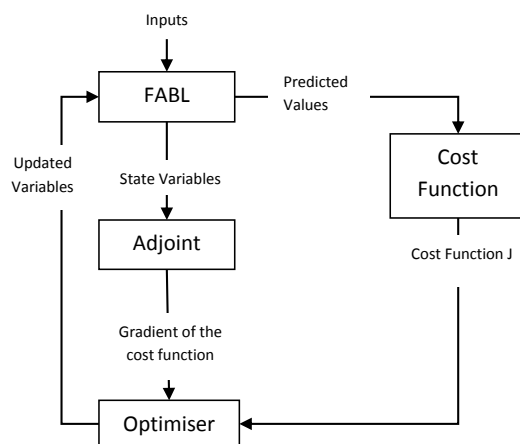 Inputs
FABL
Predicted
Values
Updated
Variables
State Variables
Cost
Function
Adjoint
Cost Function J
Gradient of the
cost function
Optimiser